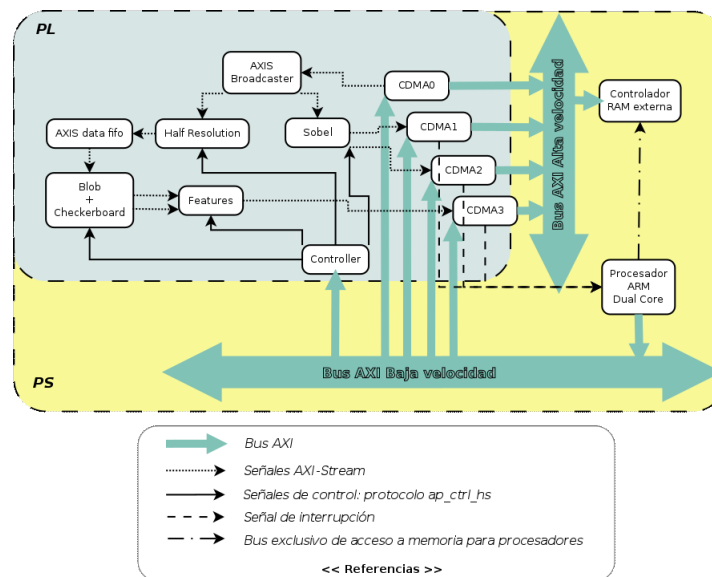 PL
AXIS
Broadcaster
CDMA0
Controlador
RAM externa
AXIS data fifo
Half Resolution
Sobel
CDMA1
CDMA2
Blob
+
Checkerboard
Features
CDMA3
Controller
Bus AXI Alta velocidad
Procesador
ARM
Dual Core
Bus AXI Baja velocidad
PS
Bus AXI
Señales AXI-Stream
Señales de control: protocolo ap_ctrl_hs
Señal de interrupción
Bus exclusivo de acceso a memoria para procesadores
<< Referencias >>